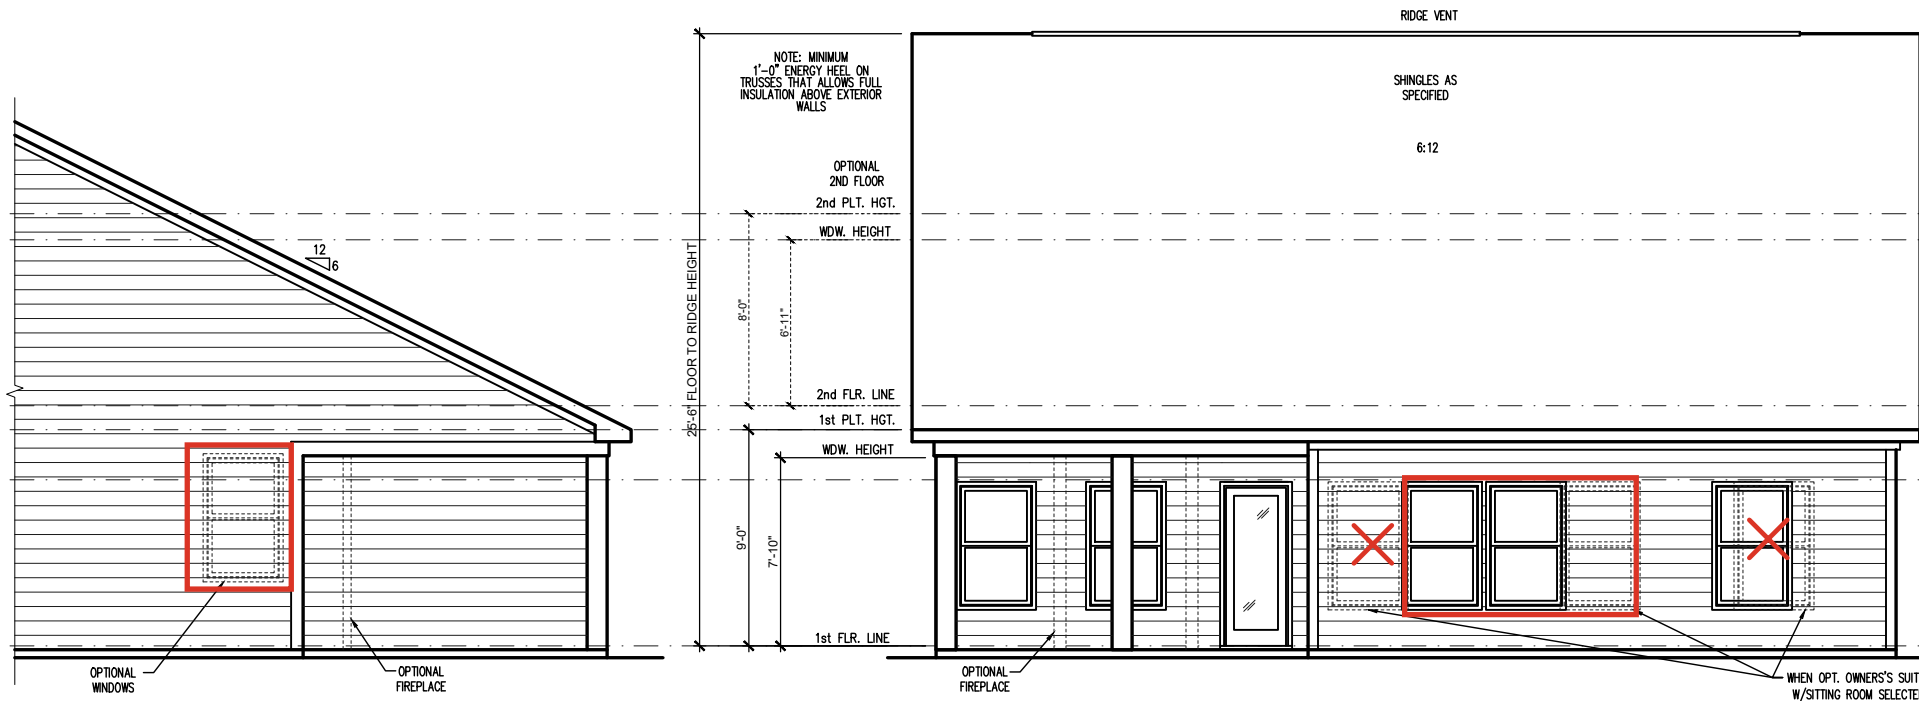 RIDGE VENT
NOTE: MINIMUM
1'-0" ENERGY HEEL ON
TRUSSES THAT ALLOWS FULL
INSULATION ABOVE EXTERIOR
WALLS
SHINGLES AS
SPECIFIED
6:12
OPTIONAL
2ND FLOOR
2nd PLT. HGT.
WDW. HEIGHT
12
6
25'-6" FLOOR TO RIDGE HEIGHT
8'-0"
6'-11"
2nd FLR. LINE
1st PLT. HGT.
WDW. HEIGHT
9'-0"
7'-10"
1st FLR. LINE
OPTIONAL
WINDOWS
OPTIONAL
FIREPLACE
OPTIONAL
FIREPLACE
WHEN OPT. OWNERS'S SUIT
W/SITTING ROOM SELECTE